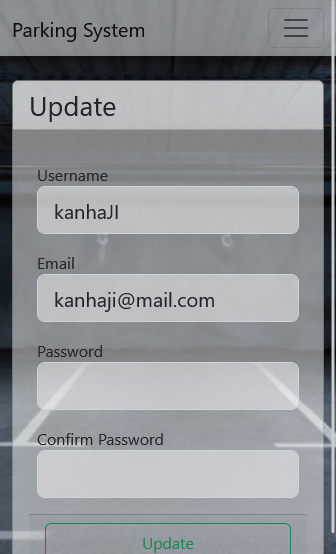 Parking System
Update
Username
kanhaJI
Email
kanhaji@mail.com
Password
Confirm Password
Update